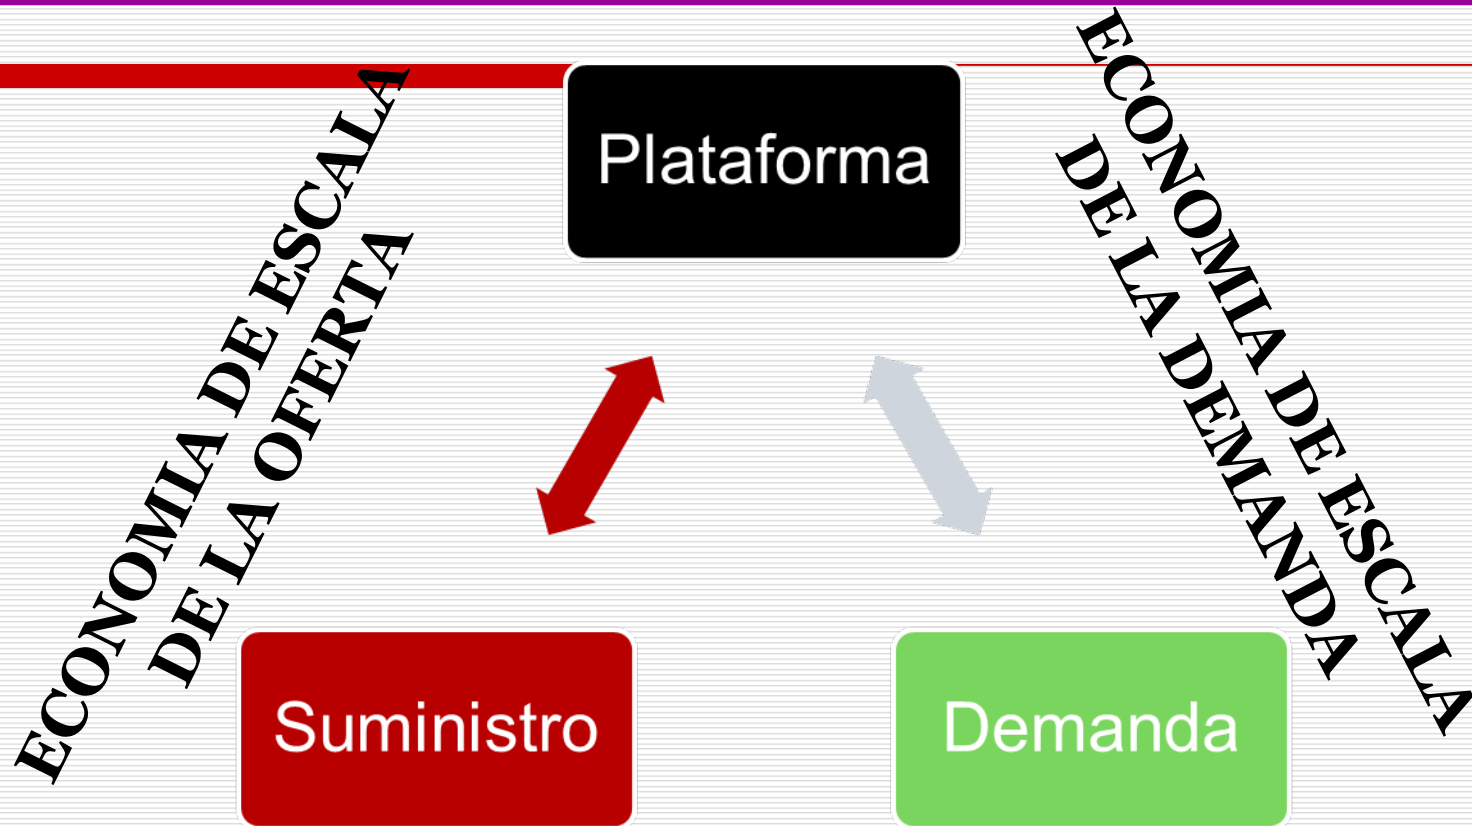 ECONOMIA DE ESCALA
DE LA OFERTA
Plataforma
ECONOMIA DE ESCALA
DE LA DEMANDA
Suministro
Demanda